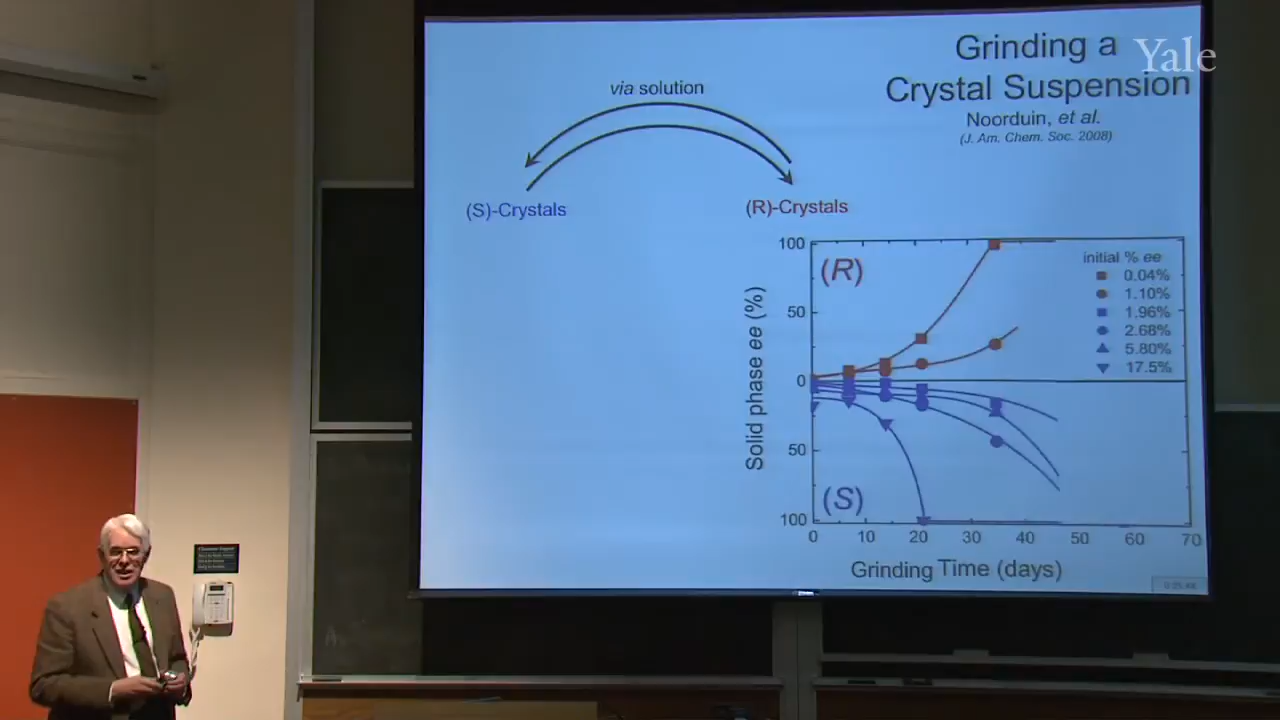 Grinding a
Yale
Crystal Suspension
Noorduin, et al.
(J. Am. Chem. Soc. 2008)
via solution
(S)-Crystals
(R)-Crystals
100
50
0
50
100
Solid phase ee (%)
(R)
(S)
initial % ee
0.04%
1.10%
1.96%
2.68%
5.80%
17.5%
0 10 20 30 40 50 60 70
Grinding Time (days)